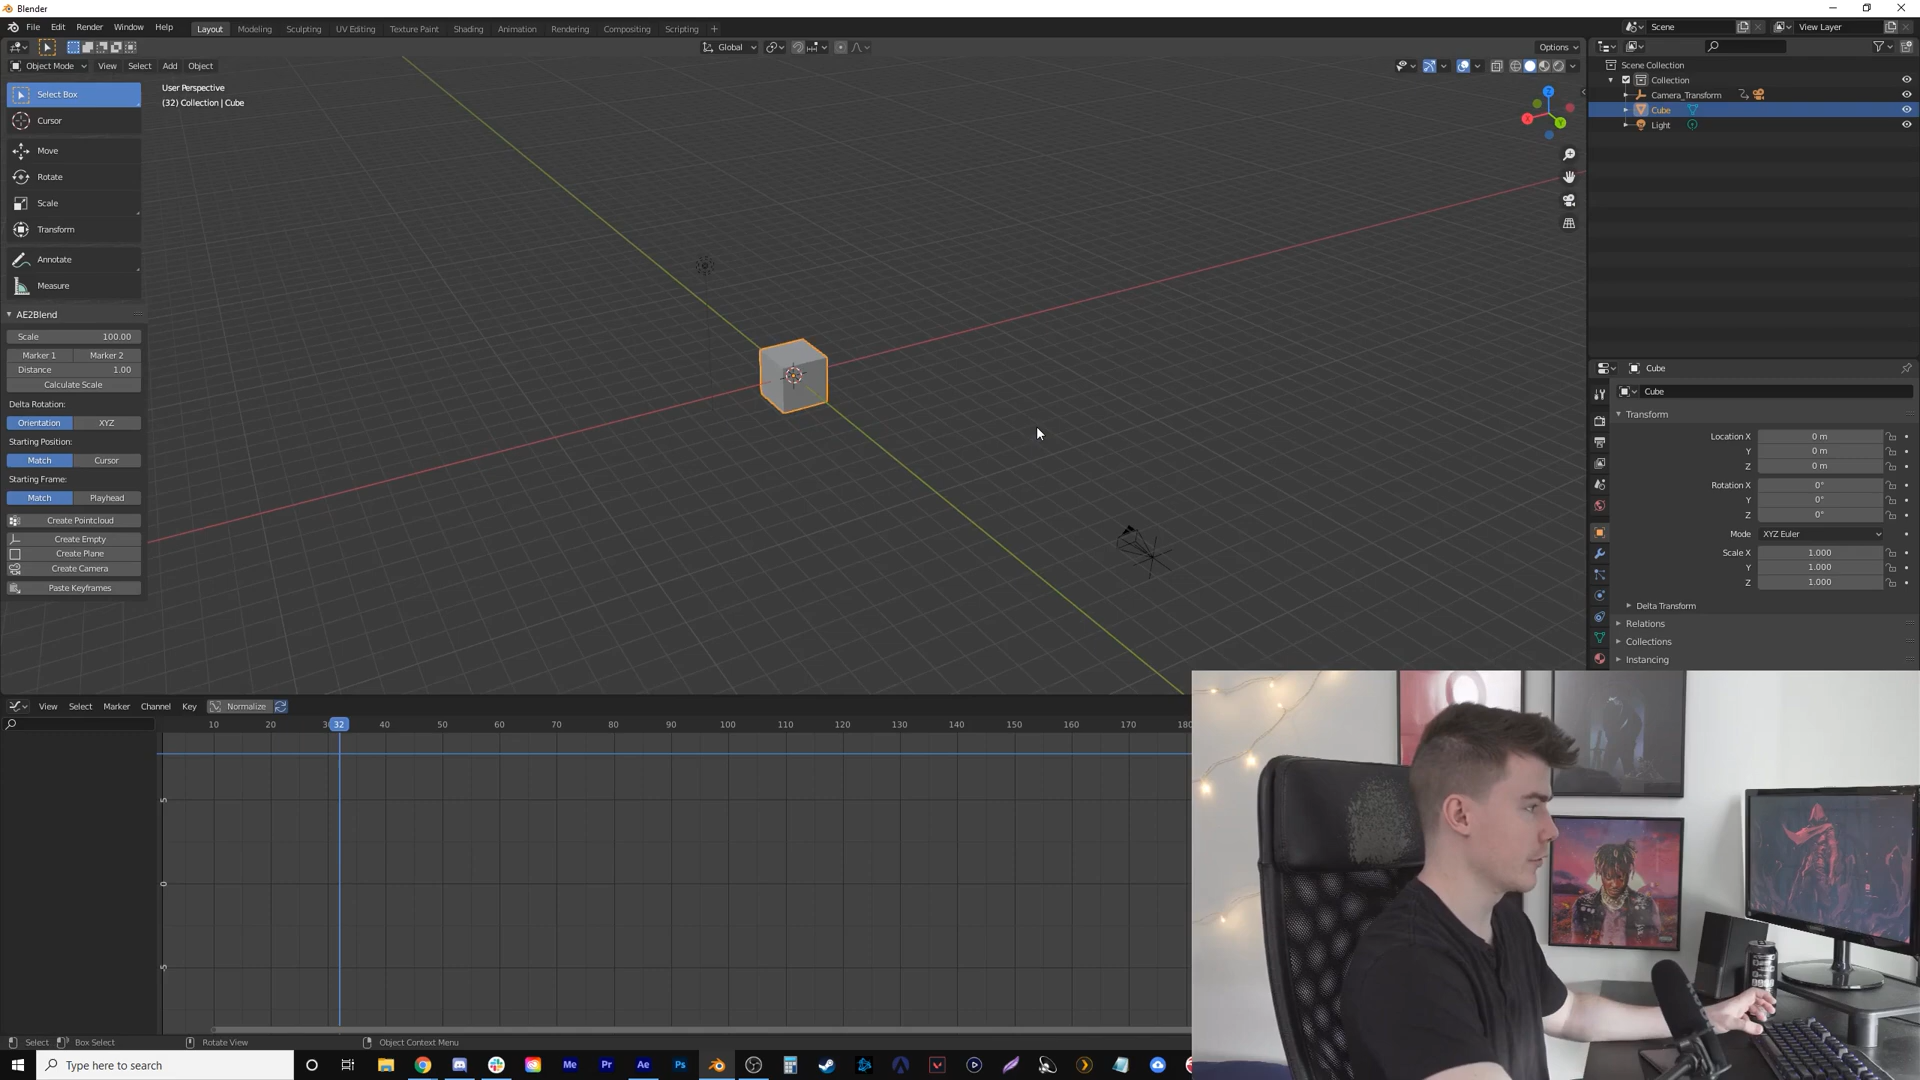 Blender
File Edit Render Window Help Layout Modeling Sculpting UV Editing Texture Paint Shading Animation Rendering Compositing Scripting + Scene View Layer
Global Options
Object Mode View Select Add Object
Select Box
Cursor
Move
Rotate
Scale
Transform
Annotate
Measure
AE2Blend
Scale 100.00
Marker 1 Marker 2
Distance 1.00
Calculate Scale
Delta Rotation:
Orientation XYZ
Starting Position:
Match Cursor
Starting Frame:
Match Playhead
Create Pointcloud
Create Empty
Create Plane
Create Camera
Paste Keyframes
User Perspective
(32) Collection | Cube
Z
X
Y
Scene Collection
Collection
Camera_Transform
Cube
Light
Cube
Cube
Transform
Location X 0 m
Y 0 m
Z 0 m
Rotation X 0°
Y 0°
Z 0°
Mode XYZ Euler
Scale X 1.000
Y 1.000
Z 1.000
Delta Transform
Relations
Collections
Instancing
View Select Marker Channel Key Normalize
10 20 32 40 50 60 70 80 90 100 110 120 130 140 150 160 170
5
0
-5
Select Box Select Rotate View Object Context Menu
Type here to search
Me Pr Ae Ps